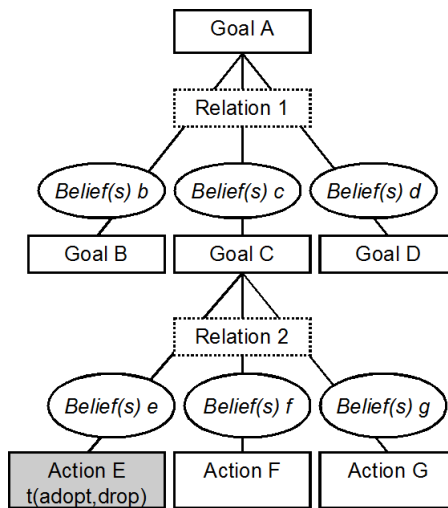 Goal A
Relation 1
Belief(s) b
Belief(s) c
Belief(s) d
Goal B
Goal C
Goal D
Relation 2
Belief(s) e
Belief(s) f
Belief(s) g
Action E
t(adopt,drop)
Action F
Action G